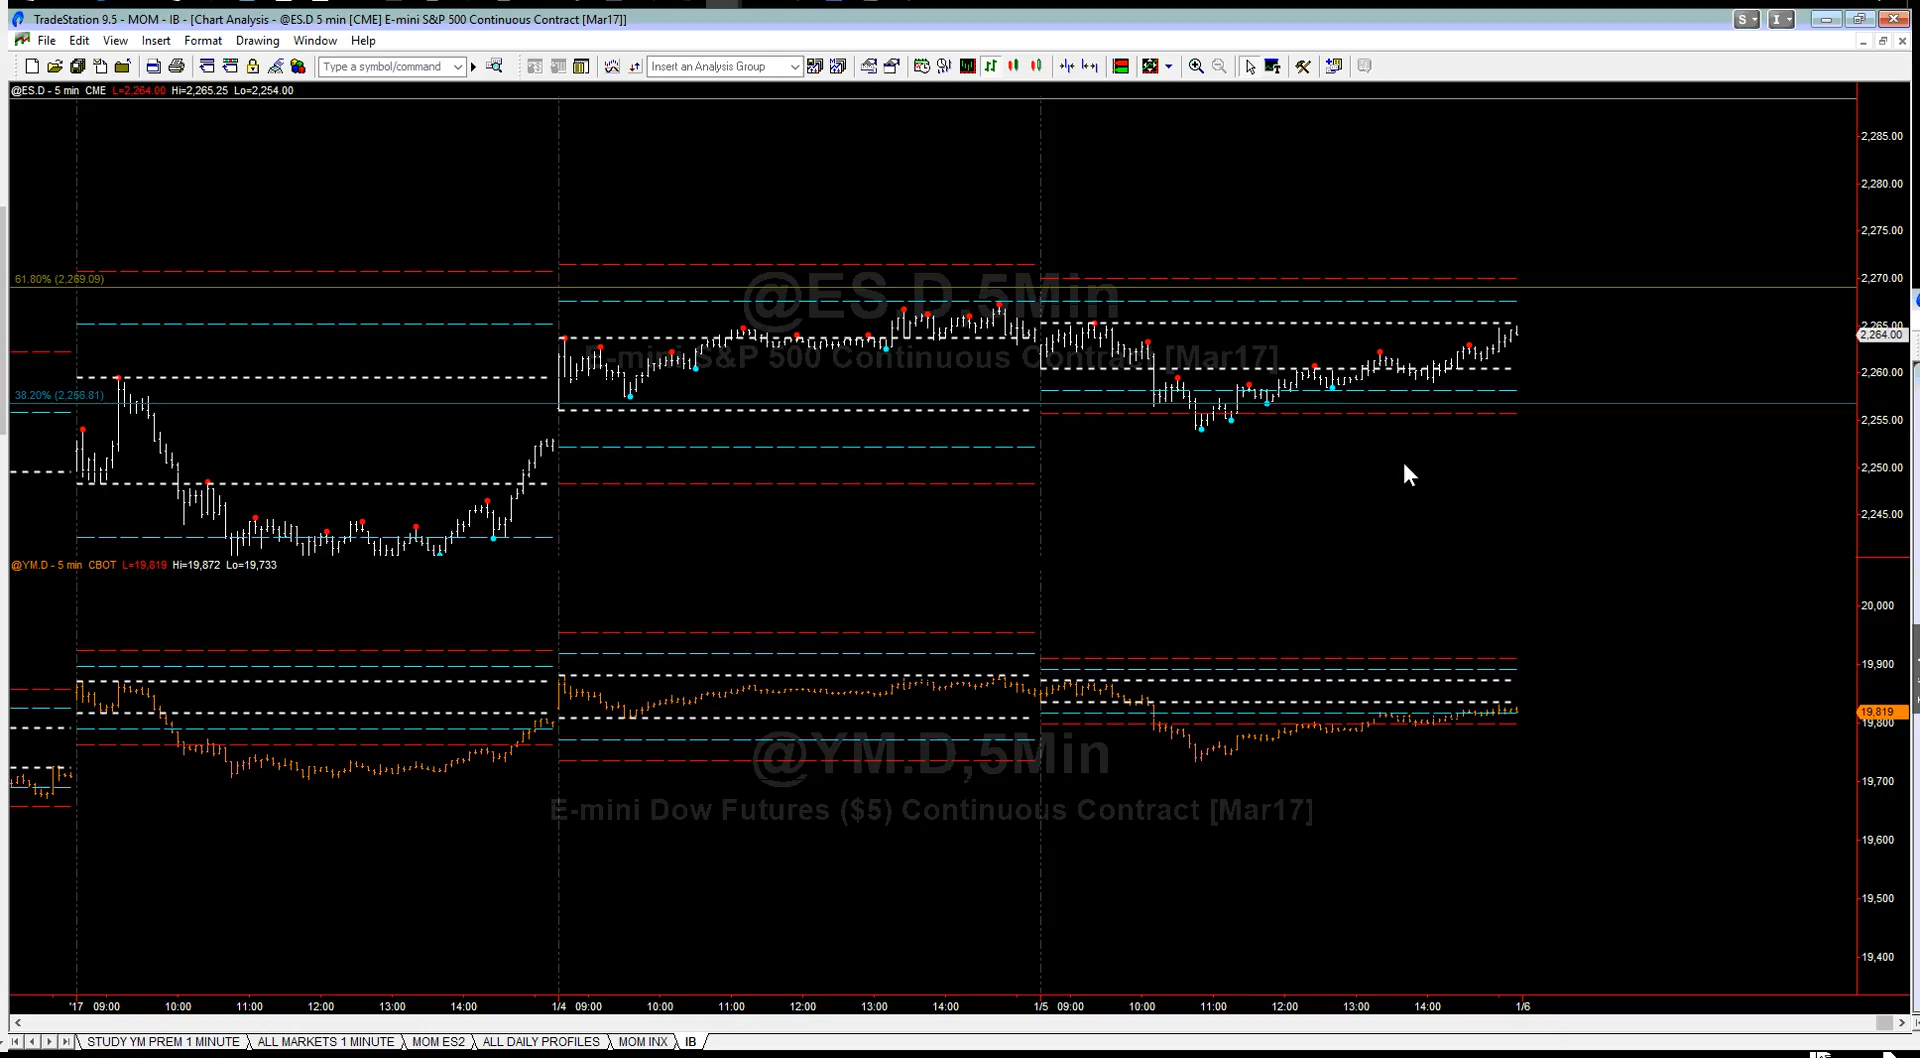 TradeStation 9.5 - MOM - IB - [Chart Analysis - @ES.D 5 min [CME] E-mini S&P 500 Continuous Contract [Mar17]]
S I
File Edit View Insert Format Drawing Window Help
Type a symbol/command Insert an Analysis Group
@ES.D - 5 min CME L=2,264.00 Hi=2,265.25 Lo=2,254.00
2,285.00
2,280.00
2,275.00
61.80% (2,269.09)
2,270.00
@ES.D,5Min
2,265.00
2,264.00
E-mini S&P 500 Continuous Contract [Mar17]
2,260.00
38.20% (2,256.81)
2,255.00
2,250.00
2,245.00
@YM.D - 5 min CBOT L=19,819 Hi=19,872 Lo=19,733
20,000
19,900
19,819
19,800
@YM.D,5Min
19,700
E-mini Dow Futures ($5) Continuous Contract [Mar17]
19,600
19,500
19,400
'17 09:00 10:00 11:00 12:00 13:00 14:00 1/4 09:00 10:00 11:00 12:00 13:00 14:00 1/5 09:00 10:00 11:00 12:00 13:00 14:00 1/6
STUDY YM PREM 1 MINUTE ALL MARKETS 1 MINUTE MOM ES2 ALL DAILY PROFILES MOM INX IB